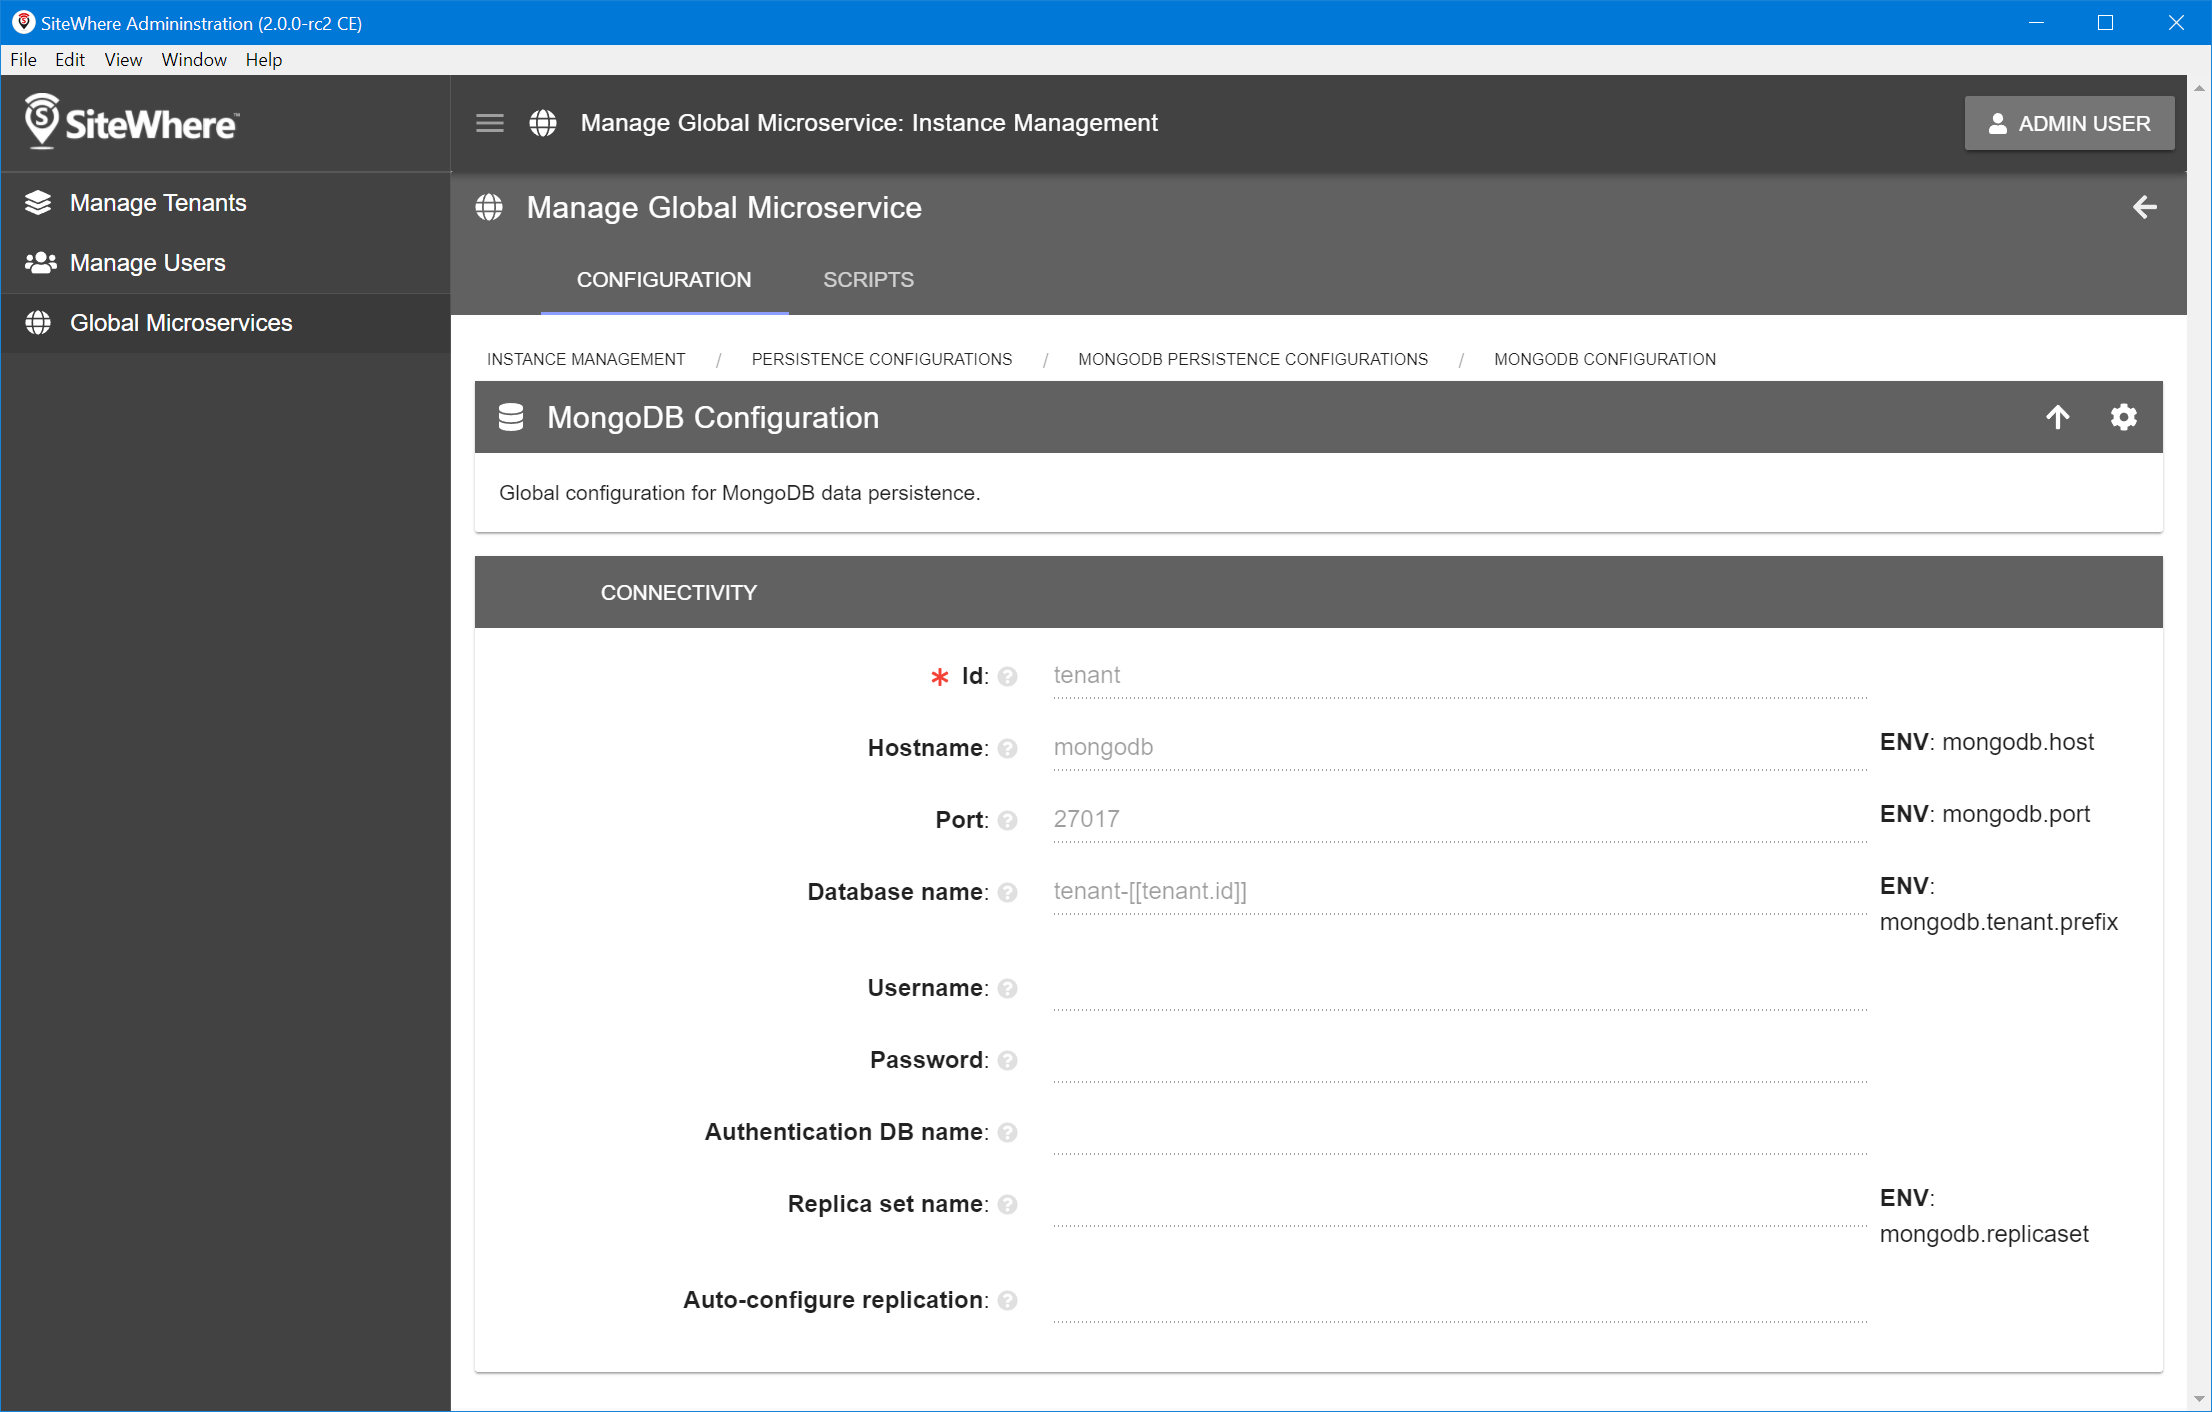 SiteWhere Admininstration (2.0.0-rc2 CE)
File Edit View Window Help
SiteWhere™
Manage Global Microservice: Instance Management
ADMIN USER
Manage Tenants
Manage Users
Global Microservices
Manage Global Microservice
CONFIGURATION SCRIPTS
INSTANCE MANAGEMENT / PERSISTENCE CONFIGURATIONS / MONGODB PERSISTENCE CONFIGURATIONS / MONGODB CONFIGURATION
MongoDB Configuration
Global configuration for MongoDB data persistence.
CONNECTIVITY
* Id: ? tenant
Hostname: ? mongodb ENV: mongodb.host
Port: ? 27017 ENV: mongodb.port
Database name: ? tenant-[[tenant.id]] ENV:
mongodb.tenant.prefix
Username: ?
Password: ?
Authentication DB name: ?
Replica set name: ? ENV:
mongodb.replicaset
Auto-configure replication: ?